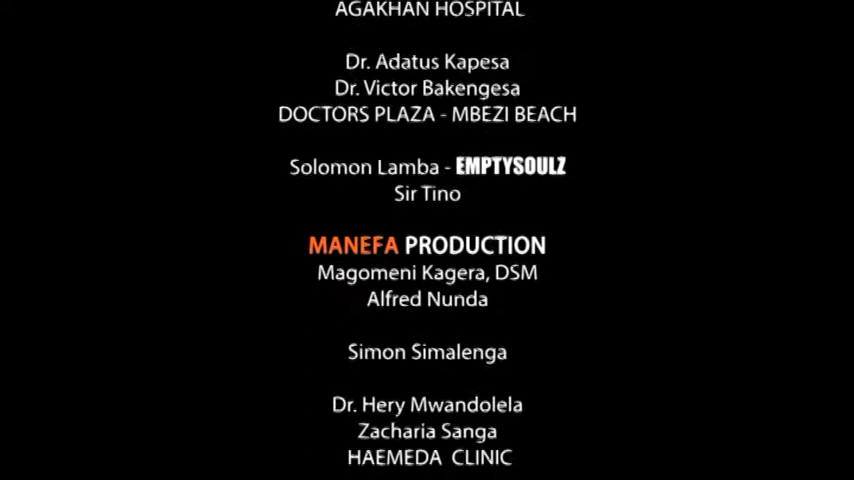 AGAKHAN HOSPITAL
Dr. Adatus Kapesa
Dr. Victor Bakengesa
DOCTORS PLAZA - MBEZI BEACH
Solomon Lamba - EMPTYSOULZ
Sir Tino
MANEFA PRODUCTION
Magomeni Kagera, DSM
Alfred Nunda
Simon Simalenga
Dr. Hery Mwandolela
Zacharia Sanga
HAEMEDA CLINIC